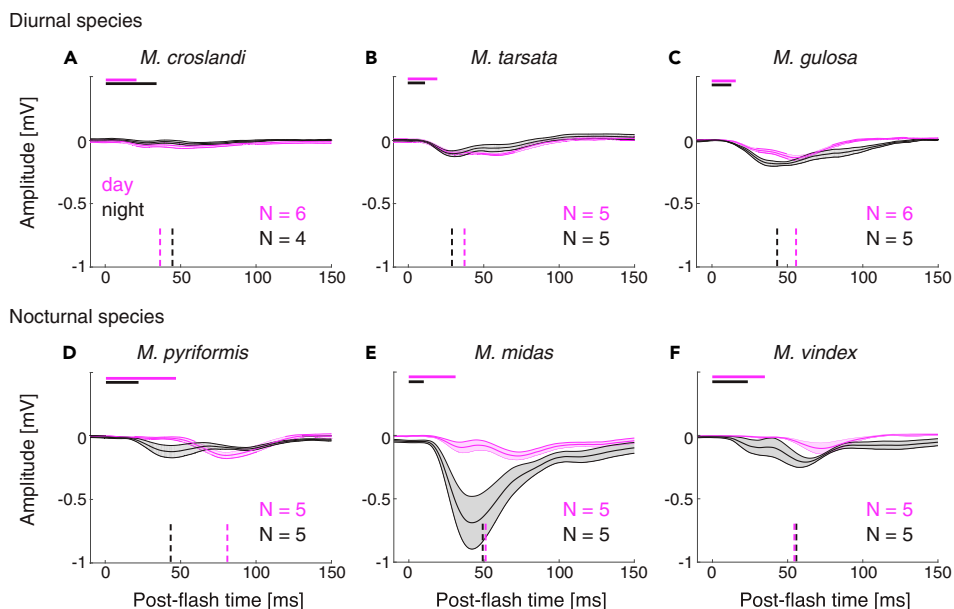 Diurnal species
A M. croslandi
B M. tarsata
C M. gulosa
Amplitude [mV]
0
-0.5
-1
day
night
N = 6
N = 4
0 50 100 150
0
-0.5
-1
N = 5
N = 5
0 50 100 150
0
-0.5
-1
N = 6
N = 5
0 50 100 150
Nocturnal species
D M. pyriformis
E M. midas
F M. vindex
Amplitude [mV]
0
-0.5
-1
N = 5
N = 5
0 50 100 150
Post-flash time [ms]
0
-0.5
-1
N = 5
N = 5
0 50 100 150
Post-flash time [ms]
0
-0.5
-1
N = 5
N = 5
0 50 100 150
Post-flash time [ms]